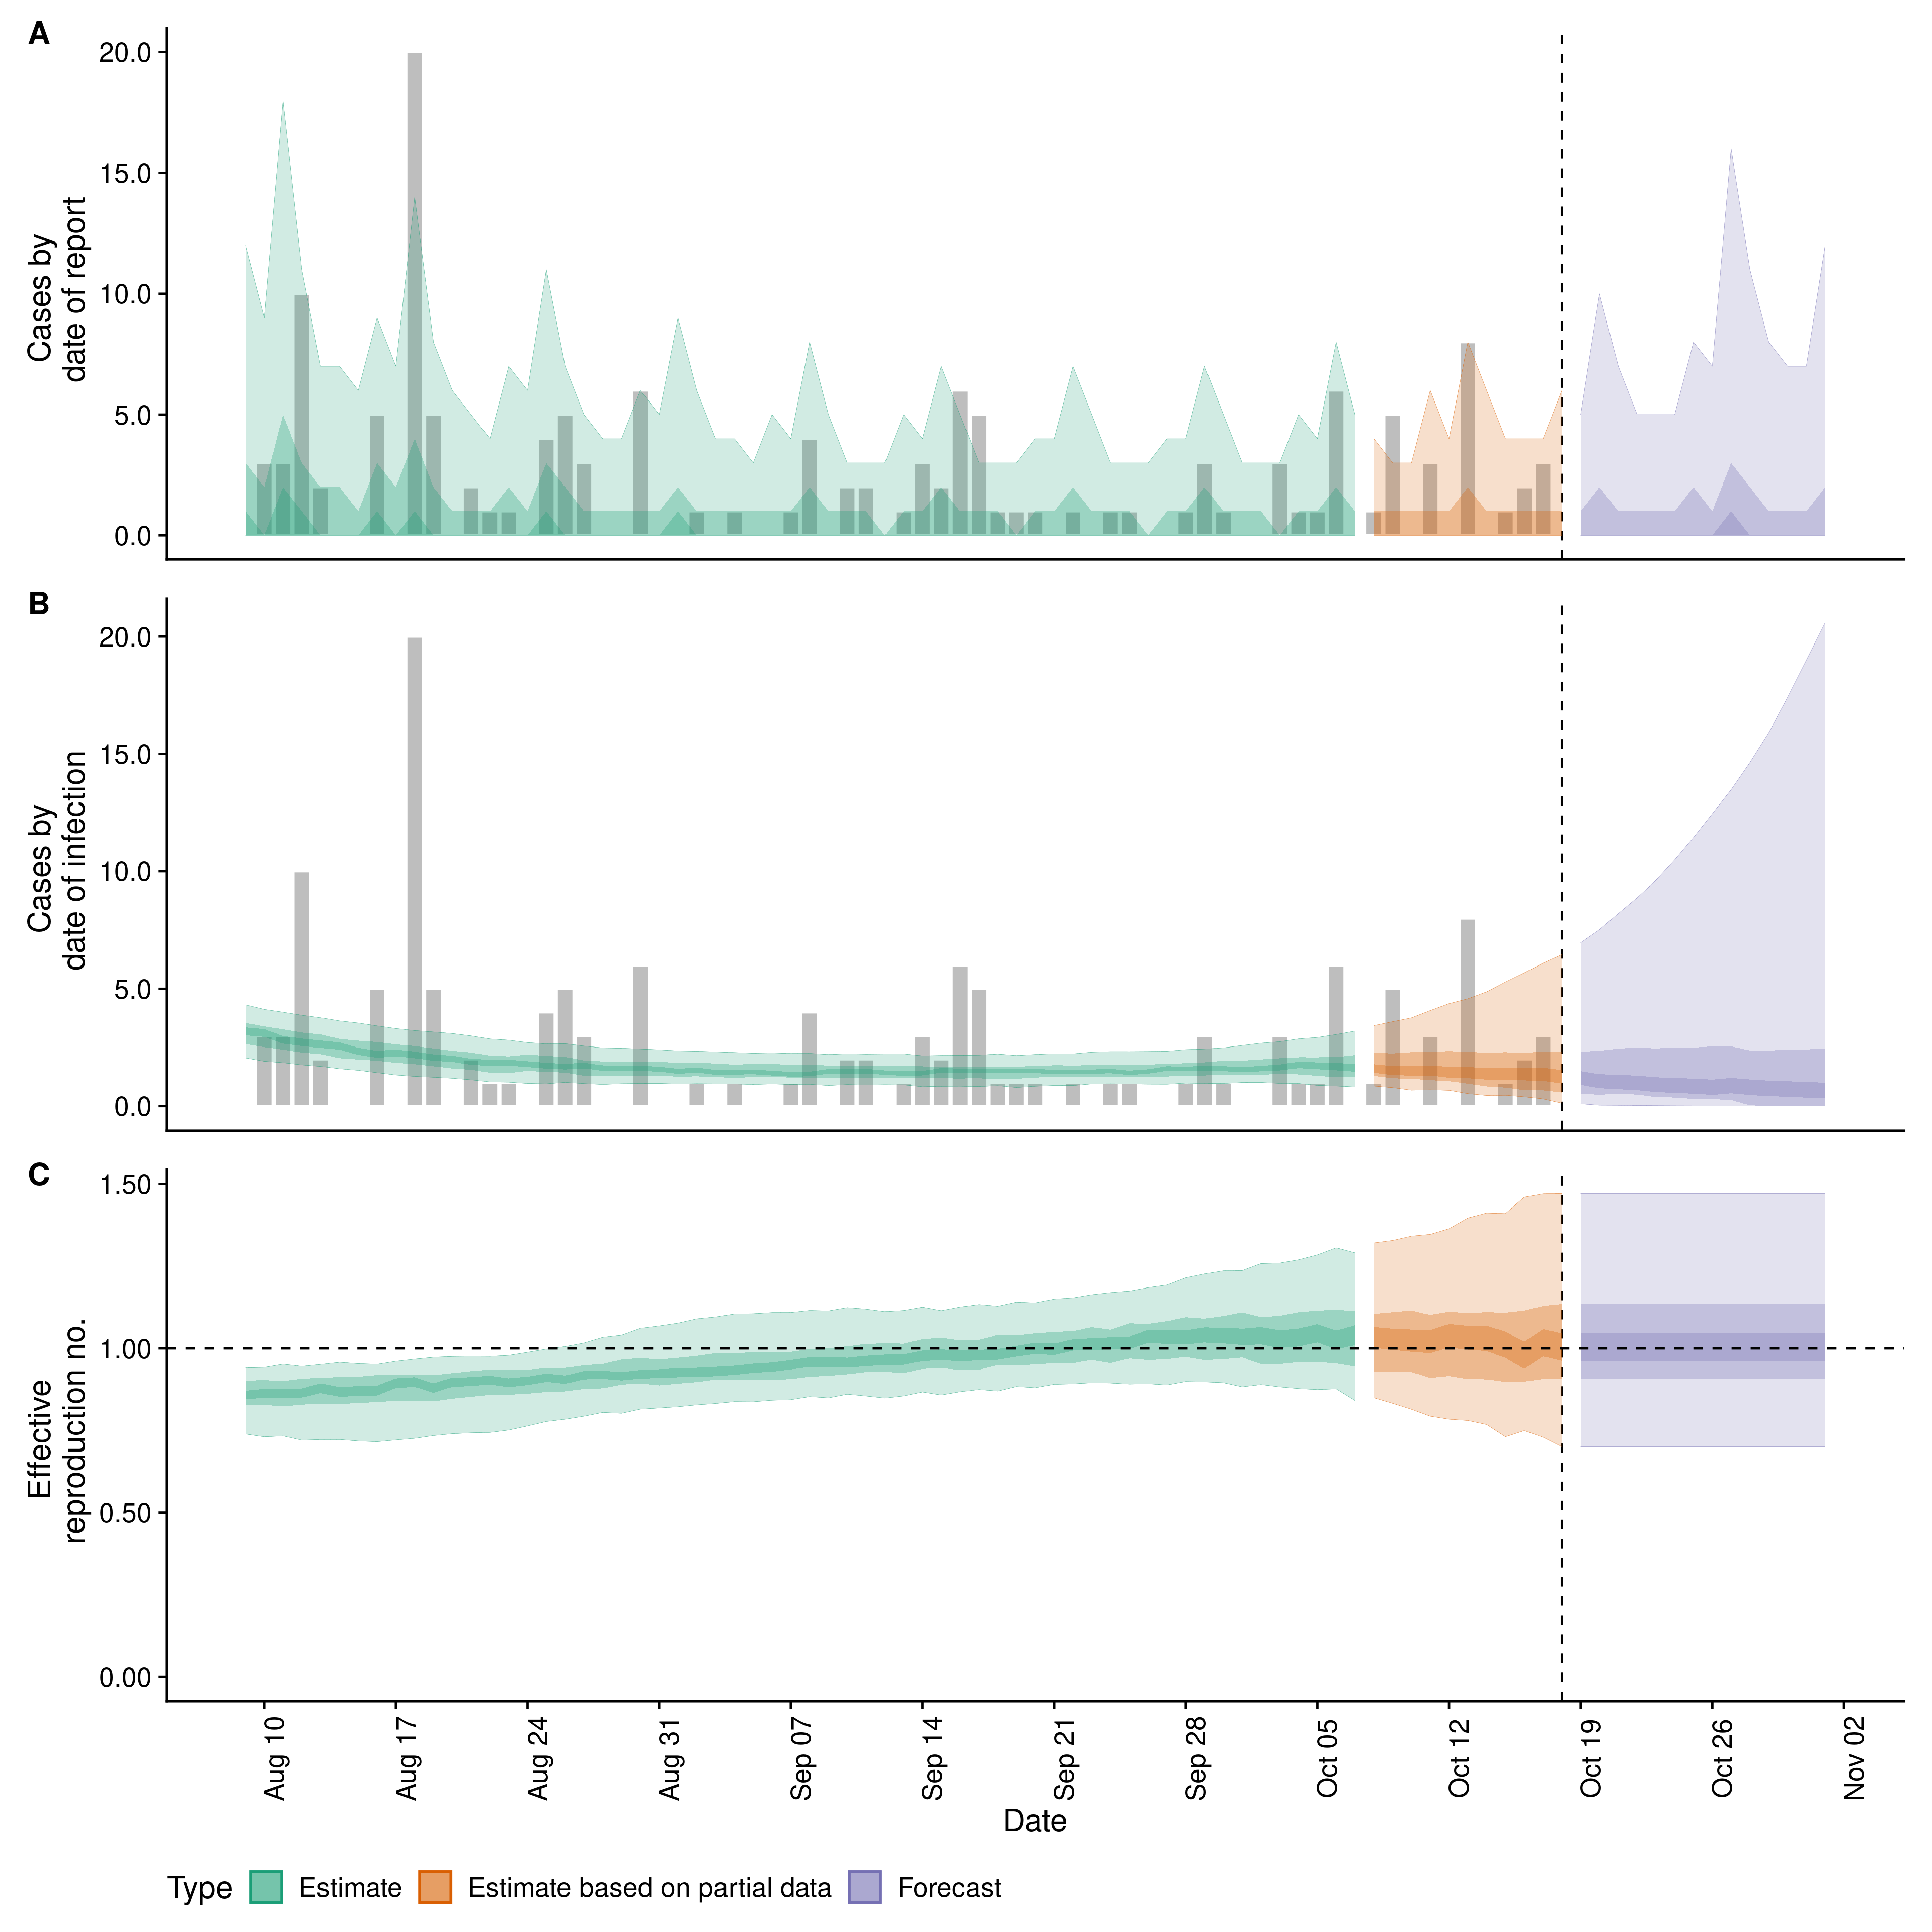 A
20.0
15.0
10.0
5.0
0.0
Cases by
date of report
B
20.0
15.0
10.0
5.0
0.0
Cases by
date of infection
C
1.50
1.00
0.50
0.00
Effective
reproduction no.
Aug 10
Aug 17
Aug 24
Aug 31
Sep 07
Sep 14
Sep 21
Sep 28
Oct 05
Oct 12
Oct 19
Oct 26
Nov 02
Date
Type Estimate Estimate based on partial data Forecast